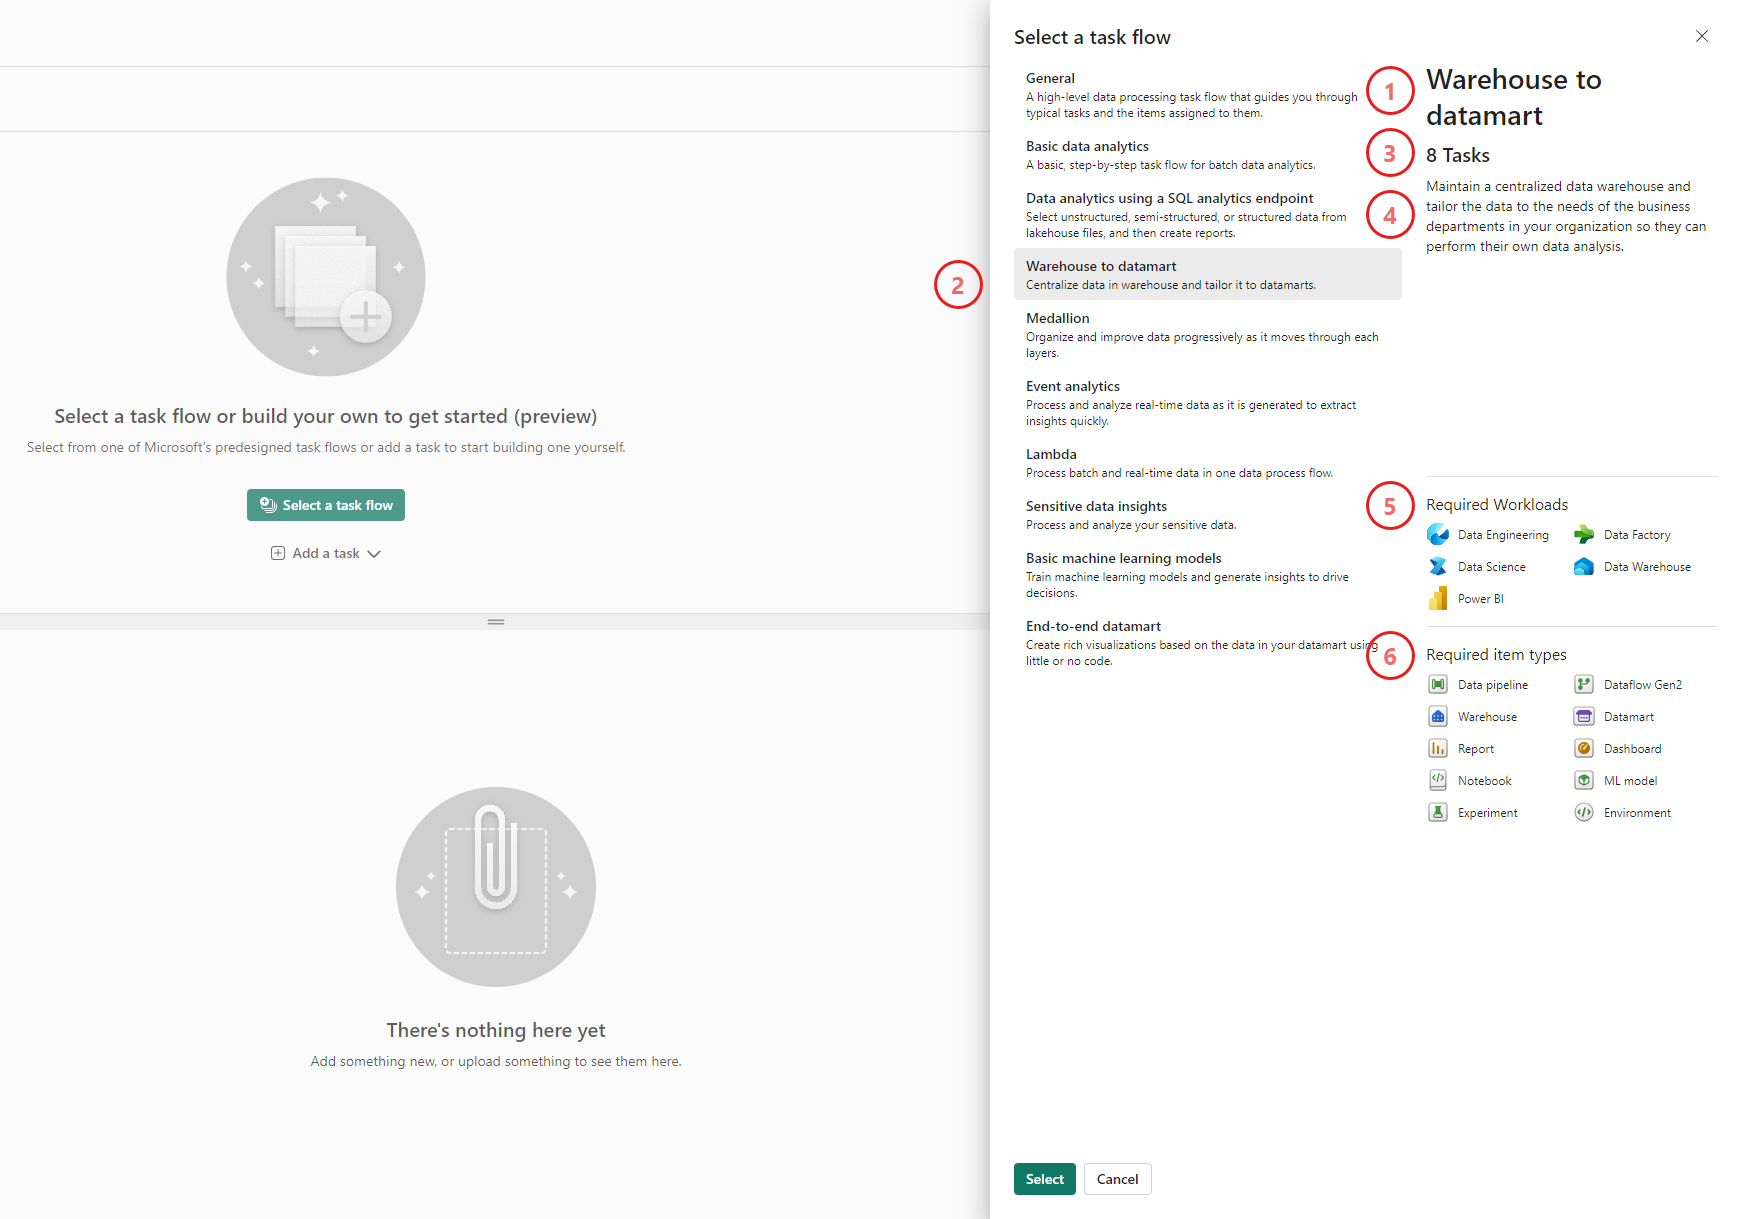 Select a task flow or build your own to get started (preview)
Select from one of Microsoft's predesigned task flows or add a task to start building one yourself.
Select a task flow
Add a task
There's nothing here yet
Add something new, or upload something to see them here.
2
Select a task flow
General
A high-level data processing task flow that guides you through
typical tasks and the items assigned to them.
Basic data analytics
A basic, step-by-step task flow for batch data analytics.
Data analytics using a SQL analytics endpoint
Select unstructured, semi-structured, or structured data from
lakehouse files, and then create reports.
Warehouse to datamart
Centralize data in warehouse and tailor it to datamarts.
Medallion
Organize and improve data progressively as it moves through each
layers.
Event analytics
Process and analyze real-time data as it is generated to extract
insights quickly.
Lambda
Process batch and real-time data in one data process flow.
Sensitive data insights
Process and analyze your sensitive data.
Basic machine learning models
Train machine learning models and generate insights to drive
decisions.
End-to-end datamart
Create rich visualizations based on the data in your datamart using
little or no code.
1
Warehouse to
datamart
3
8 Tasks
4
Maintain a centralized data warehouse and
tailor the data to the needs of the business
departments in your organization so they can
perform their own data analysis.
5
Required Workloads
Data Engineering
Data Factory
Data Science
Data Warehouse
Power BI
6
Required item types
Data pipeline
Dataflow Gen2
Warehouse
Datamart
Report
Dashboard
Notebook
ML model
Experiment
Environment
Select
Cancel